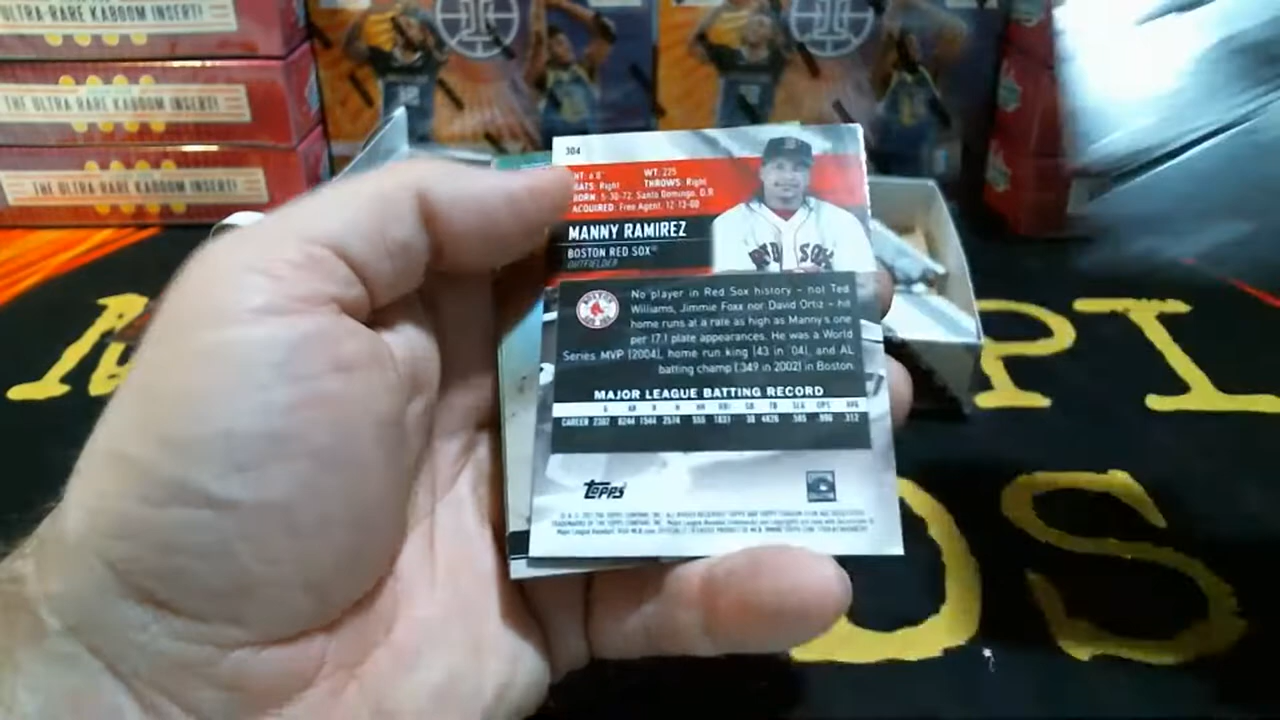 ULTRA-RARE KABOOM INSERT!
THE ULTRA-RARE KABOOM INSERT!
THE ULTRA-RARE KABOOM INSERT!
304
WT: 225
BATS: Right THROWS: Right
BORN: 5-30-72, Santo Domingo, D.R.
ACQUIRED: Free Agent, 12-13-00
MANNY RAMIREZ
BOSTON RED SOX
OUTFIELDER
RED SOX
No player in Red Sox history – not Ted
Williams, Jimmie Foxx nor David Ortiz – hit
home runs at a rate as high as Manny's one
per 17.1 plate appearances. He was a World
Series MVP (2004), home run king (43 in '04), and AL
batting champ (.349 in 2002) in Boston.
MAJOR LEAGUE BATTING RECORD
G AB R H HR RBI SB TB SLG OPS AVG
CAREER 2302 8244 1544 2574 555 1831 38 4826 .585 .996 .312
Topps
PI
OS